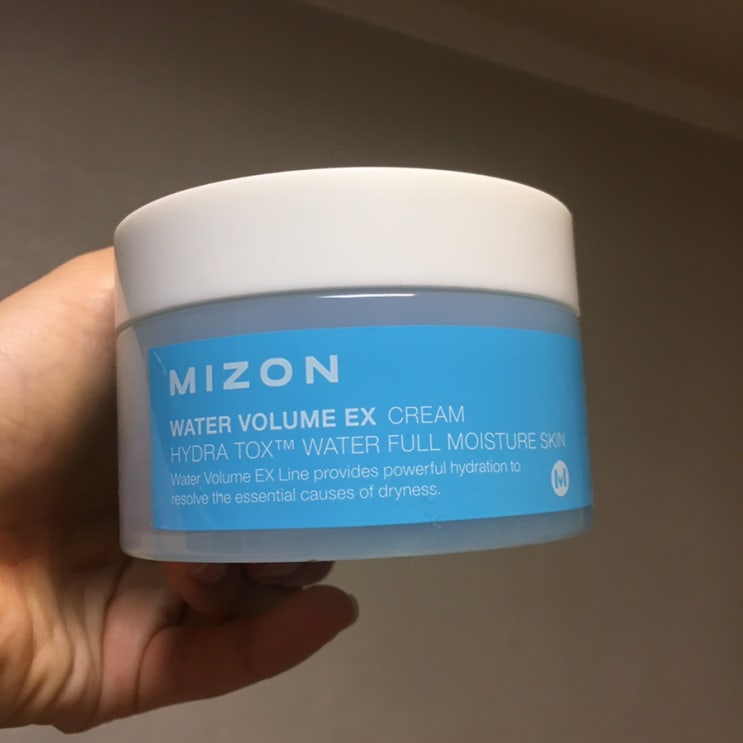 MIZON
WATER VOLUME EX CREAM
HYDRA TOX™ WATER FULL MOISTURE SKIN
Water Volume EX Line provides powerful hydration to
resolve the essential causes of dryness.
M